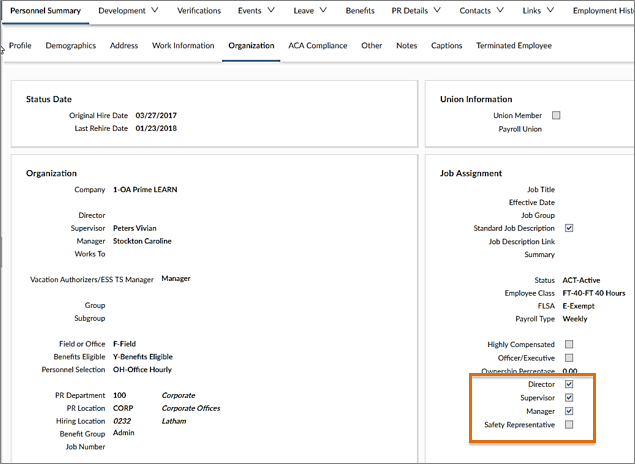 Personnel Summary Development Verifications Events Leave Benefits PR Details Contacts Links Employment Hist
Profile Demographics Address Work Information Organization ACA Compliance Other Notes Captions Terminated Employee
Status Date
Original Hire Date 03/27/2017
Last Rehire Date 01/23/2018
Union Information
Union Member
Payroll Union
Organization
Company 1-OA Prime LEARN
Director
Supervisor Peters Vivian
Manager Stockton Caroline
Works To
Vacation Authorizers/ESS TS Manager Manager
Group
Subgroup
Field or Office F-Field
Benefits Eligible Y-Benefits Eligible
Personnel Selection OH-Office Hourly
PR Department 100 Corporate
PR Location CORP Corporate Offices
Hiring Location 0232 Latham
Benefit Group Admin
Job Number
Job Assignment
Job Title
Effective Date
Job Group
Standard Job Description
Job Description Link
Summary
Status ACT-Active
Employee Class FT-40-FT 40 Hours
FLSA E-Exempt
Payroll Type Weekly
Highly Compensated
Officer/Executive
Ownership Percentage 0.00
Director
Supervisor
Manager
Safety Representative